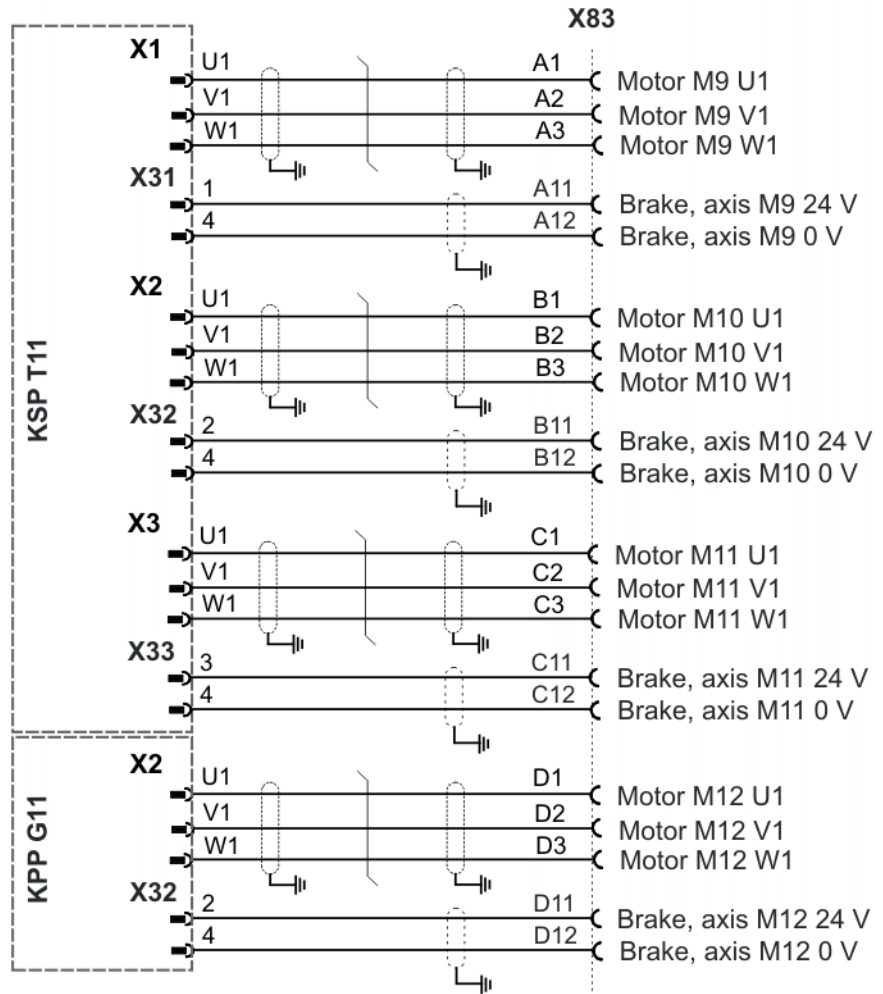 X83
X1
U1 A1 Motor M9 U1
V1 A2 Motor M9 V1
W1 A3 Motor M9 W1
X31
1 A11 Brake, axis M9 24 V
4 A12 Brake, axis M9 0 V
X2
U1 B1 Motor M10 U1
V1 B2 Motor M10 V1
W1 B3 Motor M10 W1
X32
2 B11 Brake, axis M10 24 V
4 B12 Brake, axis M10 0 V
KSP T11
X3
U1 C1 Motor M11 U1
V1 C2 Motor M11 V1
W1 C3 Motor M11 W1
X33
3 C11 Brake, axis M11 24 V
4 C12 Brake, axis M11 0 V
X2
U1 D1 Motor M12 U1
V1 D2 Motor M12 V1
W1 D3 Motor M12 W1
KPP G11
X32
2 D11 Brake, axis M12 24 V
4 D12 Brake, axis M12 0 V